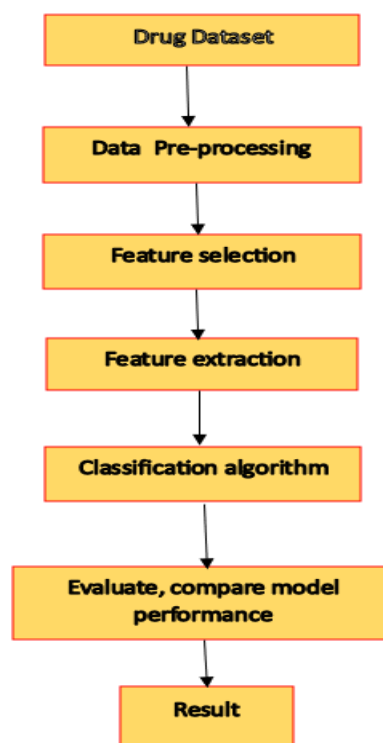 Drug Dataset
Data Pre-processing
Feature selection
Feature extraction
Classification algorithm
Evaluate, compare model
performance
Result